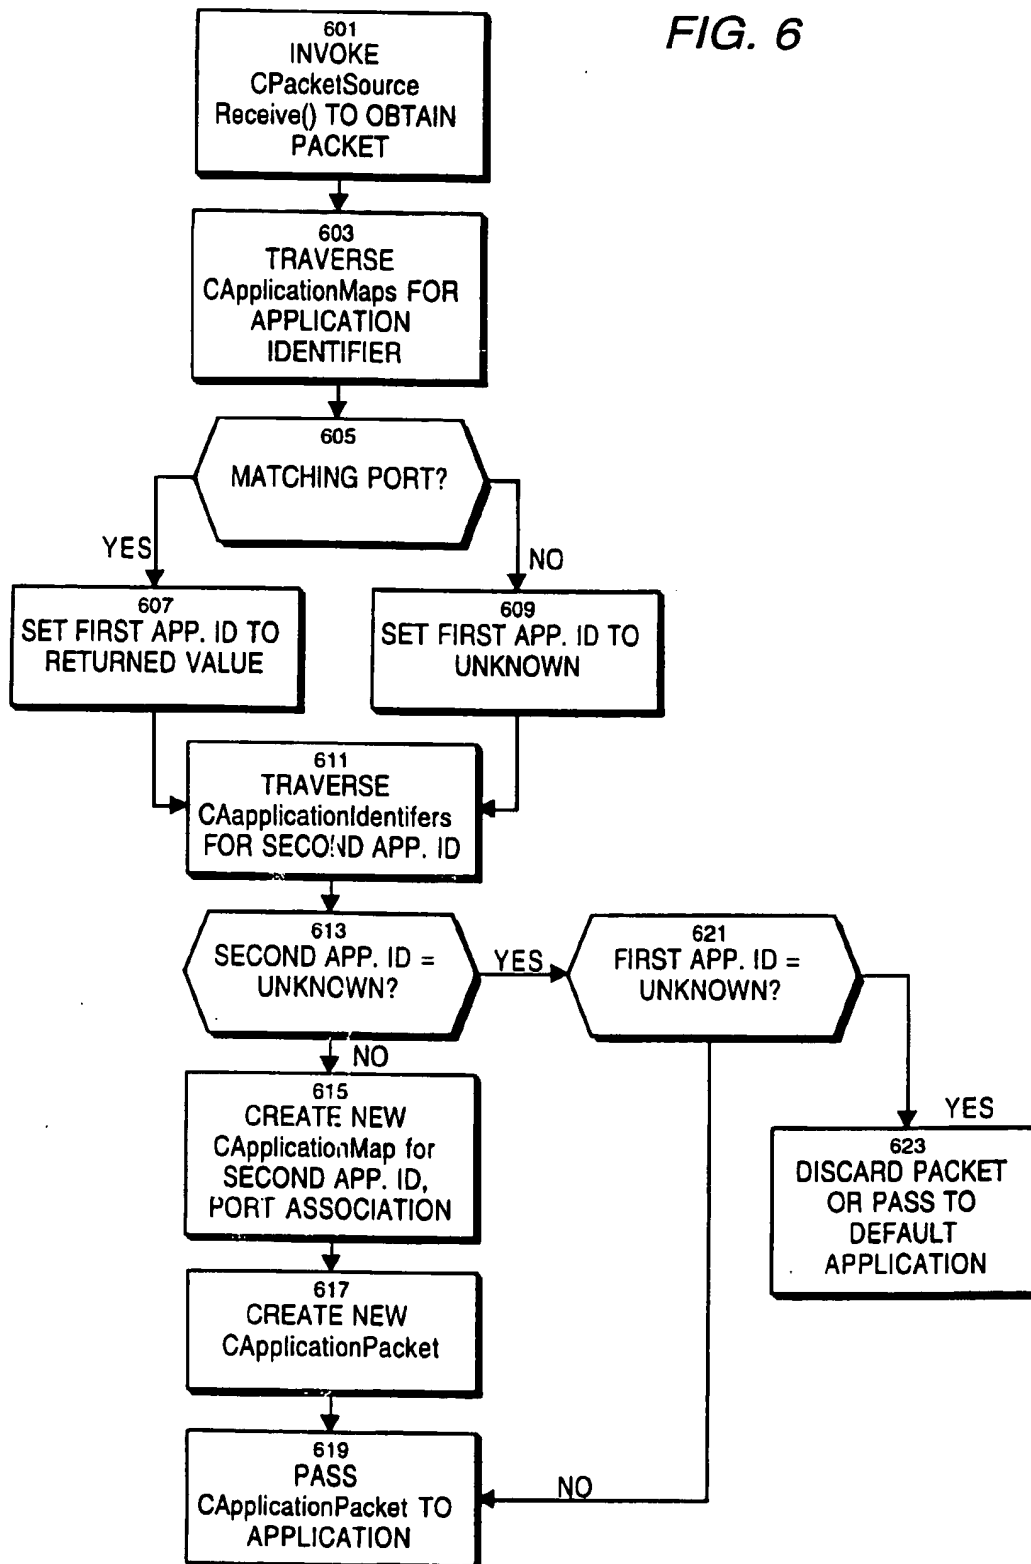 FIG. 6
601
INVOKE
CPacketSource
Receive() TO OBTAIN
PACKET
603
TRAVERSE
CApplicationMaps FOR
APPLICATION
IDENTIFIER
605
MATCHING PORT?
YES
NO
607
SET FIRST APP. ID TO
RETURNED VALUE
609
SET FIRST APP. ID TO
UNKNOWN
611
TRAVERSE
CAapplicationIdentifers
FOR SECOND APP. ID
613
SECOND APP. ID =
UNKNOWN?
YES
621
FIRST APP. ID =
UNKNOWN?
NO
YES
615
CREATE NEW
CApplicationMap for
SECOND APP. ID,
PORT ASSOCIATION
623
DISCARD PACKET
OR PASS TO
DEFAULT
APPLICATION
617
CREATE NEW
CApplicationPacket
619
PASS
CApplicationPacket TO
APPLICATION
NO